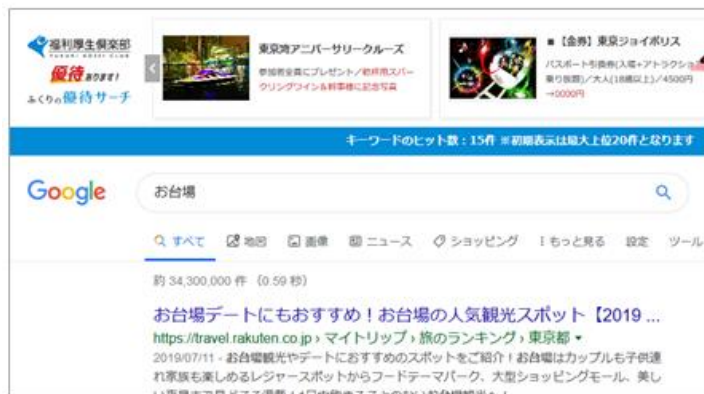 福利厚生倶楽部
優待あります!
ふくりの優待サーチ
東京湾アニバーサリークルーズ
参加者全員にプレゼント/乾杯用スパー
クリングワイン&幹事様に記念写真
■【金券】東京ジョイポリス
パスポート引換券(入場+アトラクション
乗り放題)/大人(18歳以上)/4500円
→0000円
キーワードのヒット数:15件 ※初期表示は最大上位20件となります
Google
お台場
すべて 地図 画像 ニュース ショッピング もっと見る 設定 ツール
約 34,300,000 件 (0.59 秒)
お台場デートにもおすすめ!お台場の人気観光スポット【2019 ...
https://travel.rakuten.co.jp › マイトリップ › 旅のランキング › 東京都
2019/07/11 - お台場観光やデートにおすすめのスポットをご紹介!お台場はカップルも子供連
れ家族も楽しめるレジャースポットからフードテーマパーク、大型ショッピングモール、美し